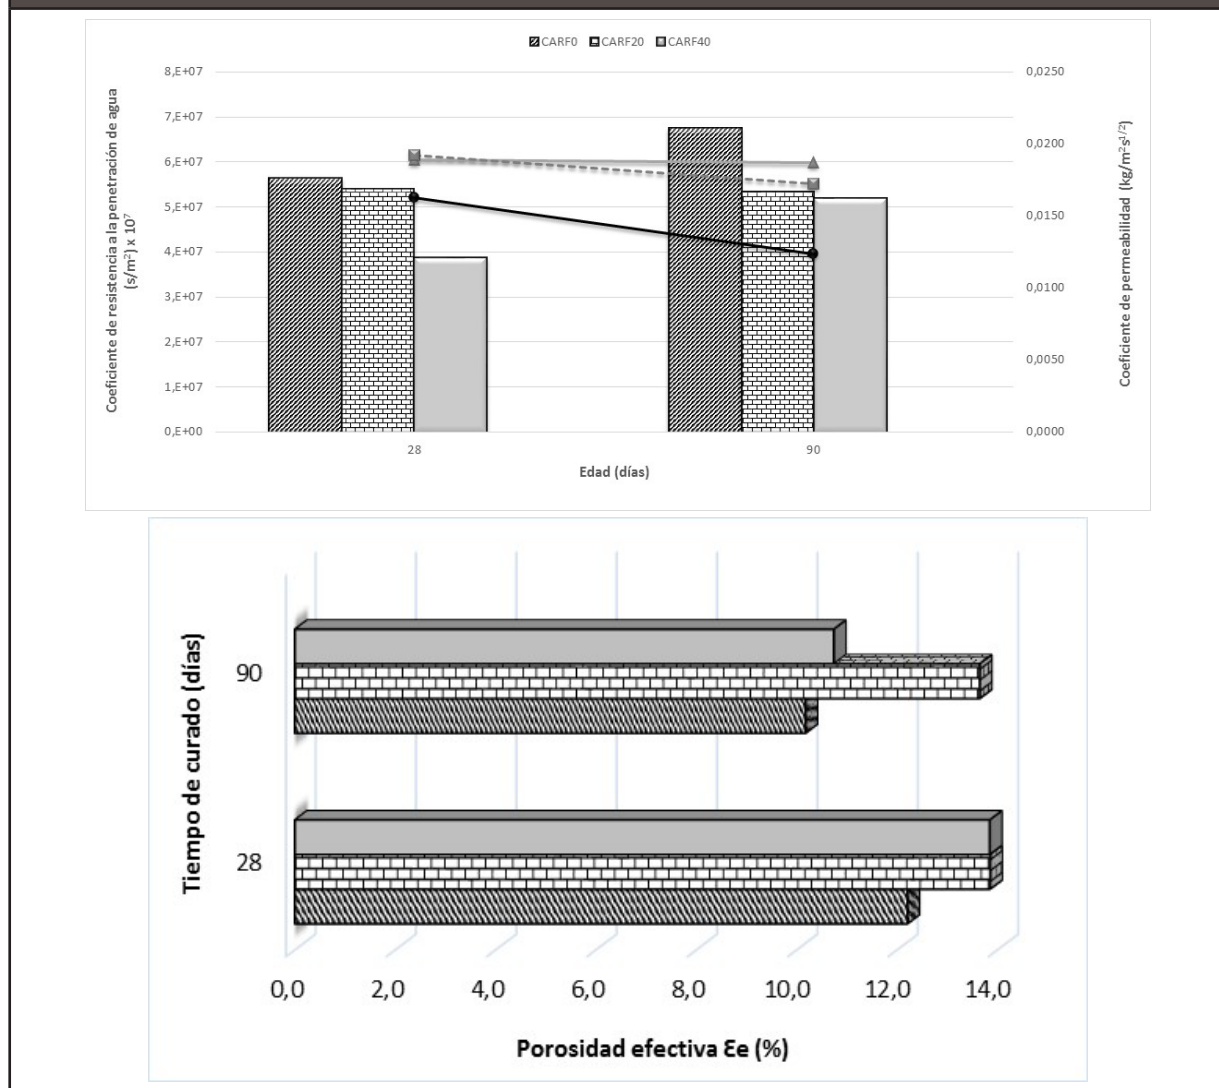 CARF0 CARF20 CARF40
8,E+07
7,E+07
6,E+07
5,E+07
4,E+07
3,E+07
2,E+07
1,E+07
0,E+00
Coeficiente de resistencia a la penetración de agua
(s/m²) x 10⁷
0,0250
0,0200
0,0150
0,0100
0,0050
0,0000
Coeficiente de permeabilidad (kg/m²s¹/²)
28 90
Edad (días)
Tiempo de curado (días)
90
28
0,0 2,0 4,0 6,0 8,0 10,0 12,0 14,0
Porosidad efectiva Ɛe (%)